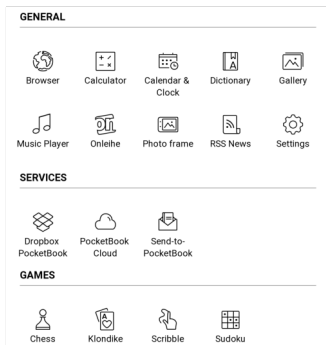 GENERAL
Browser
Calculator
Calendar &
Clock
Dictionary
Gallery
Music Player
Onleihe
Photo frame
RSS News
Settings
SERVICES
Dropbox
PocketBook
PocketBook
Cloud
Send-to-
PocketBook
GAMES
Chess
Klondike
Scribble
Sudoku